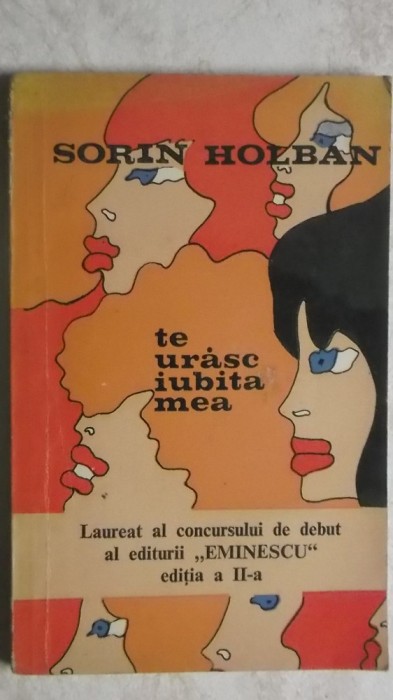 SORIN HOLBAN
te
urăsc
iubita
mea
Laureat al concursului de debut
al editurii „EMINESCU“
ediția a II-a